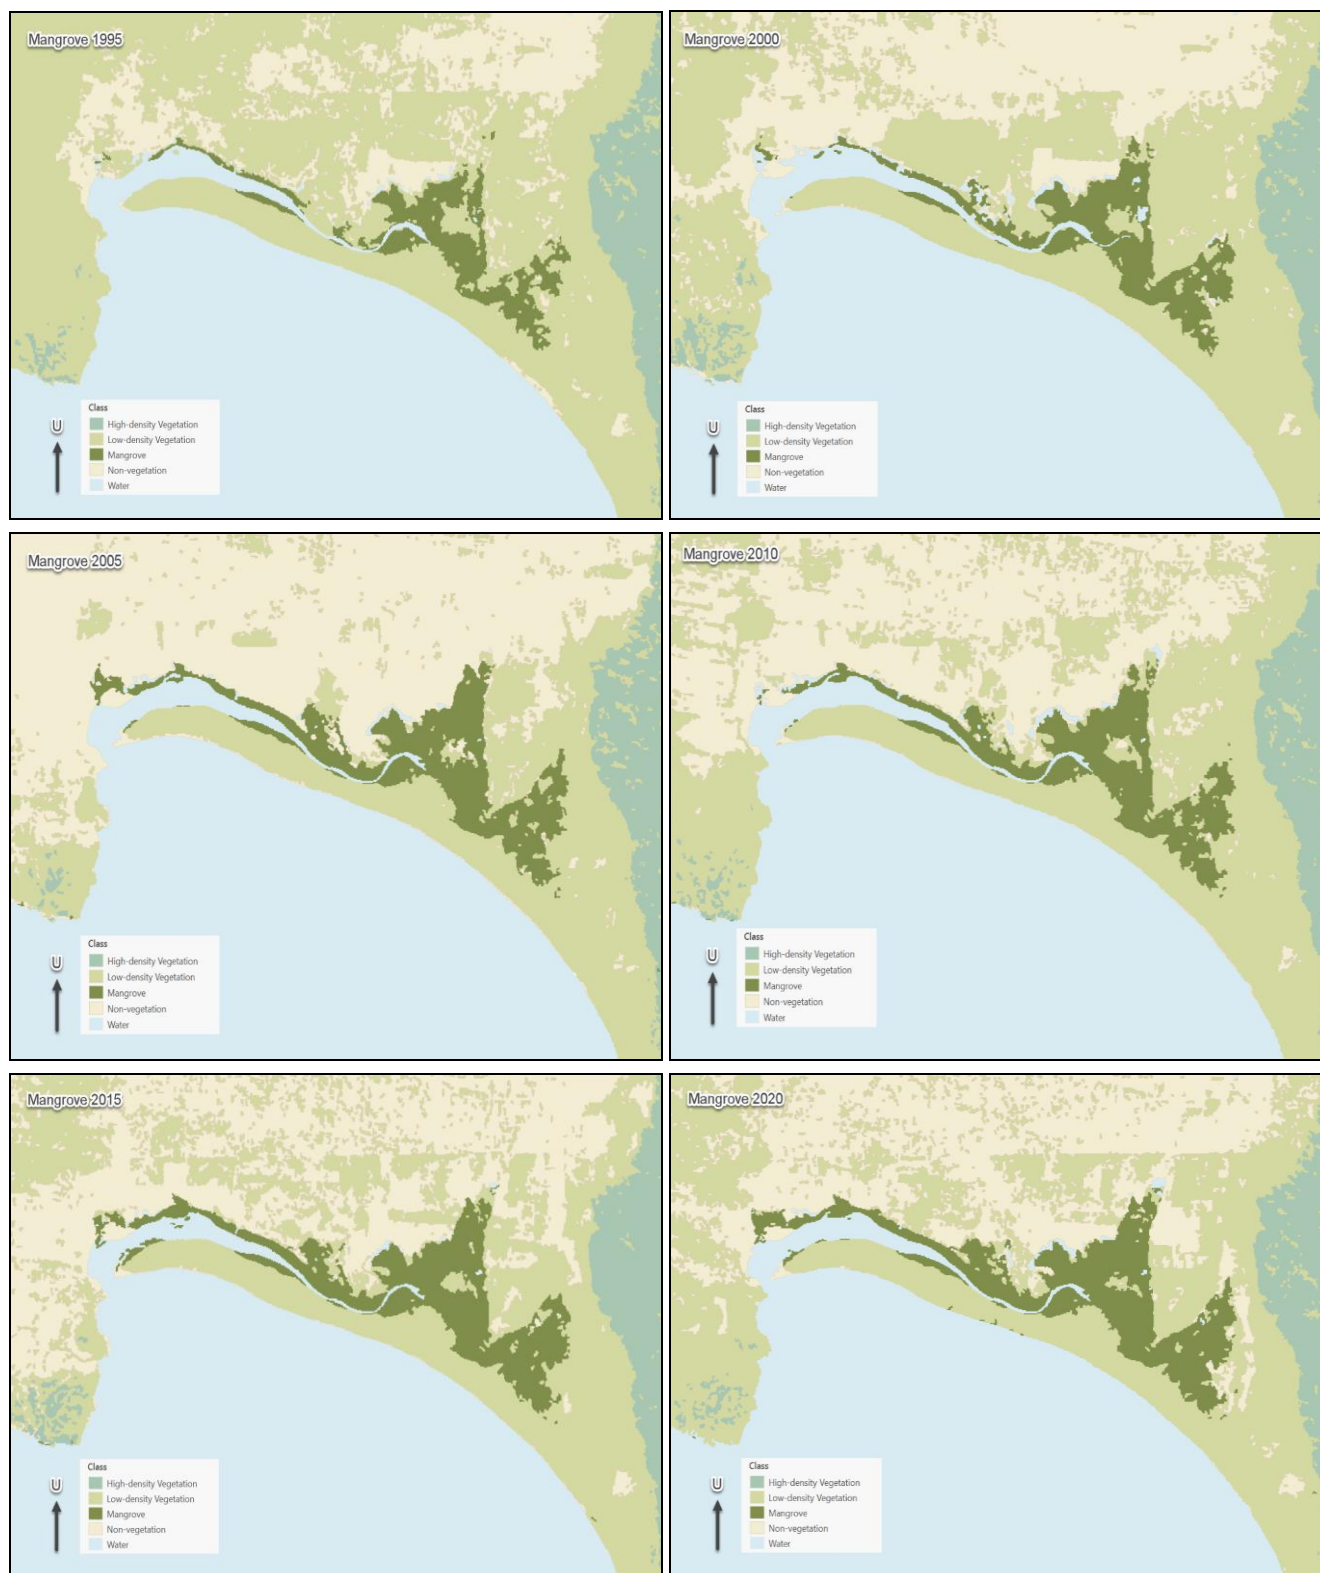 Mangrove 1995
U
Class
High-density Vegetation
Low-density Vegetation
Mangrove
Non-vegetation
Water
Mangrove 2000
U
Class
High-density Vegetation
Low-density Vegetation
Mangrove
Non-vegetation
Water
Mangrove 2005
U
Class
High-density Vegetation
Low-density Vegetation
Mangrove
Non-vegetation
Water
Mangrove 2010
U
Class
High-density Vegetation
Low-density Vegetation
Mangrove
Non-vegetation
Water
Mangrove 2015
U
Class
High-density Vegetation
Low-density Vegetation
Mangrove
Non-vegetation
Water
Mangrove 2020
U
Class
High-density Vegetation
Low-density Vegetation
Mangrove
Non-vegetation
Water